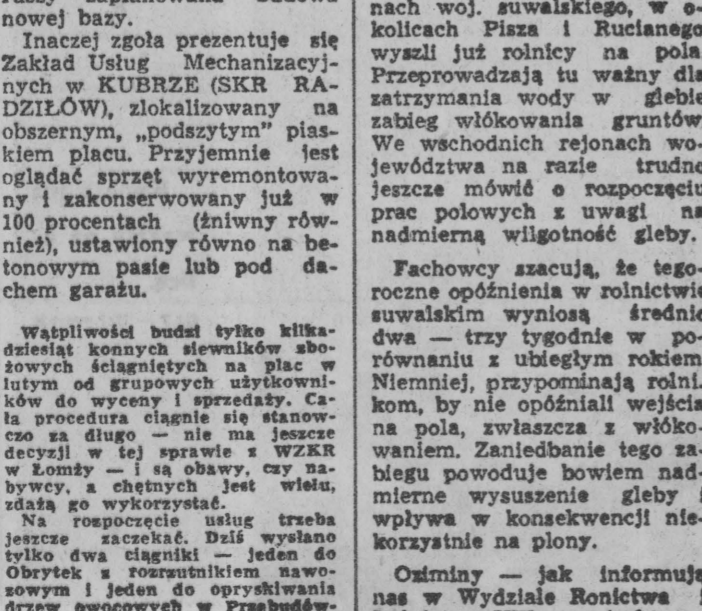 nowej bazy.
Inaczej zgoła prezentuje się
Zakład Usług Mechanizacyj-
nych w KUBRZE (SKR RA-
DZIŁÓW), zlokalizowany na
obszernym, „podszytym” pias-
kiem placu. Przyjemnie jest
oglądać sprzęt wyremontowa-
ny i zakonserwowany już w
100 procentach (żniwny rów-
nież), ustawiony równo na be-
tonowym pasie lub pod da-
chem garażu.
Wątpliwości budzi tylko kilka-
dziesiąt konnych siewników zbo-
żowych ściągniętych na plac w
lutym od grupowych użytkowni-
ków do wyceny i sprzedaży. Ca-
ła procedura ciągnie się stanow-
czo za długo — nie ma jeszcze
decyzji w tej sprawie z WZKR
w Łomży — i są obawy, czy na-
bywcy, a chętnych jest wielu,
zdążą go wykorzystać.
Na rozpoczęcie usług trzeba
jeszcze zaczekać. Dziś wysłano
tylko dwa ciągniki — jeden do
Obrytek z rozrzutnikiem nawo-
zowym i jeden do opryskiwania
drzew owocowych w Przebudów-
nach woj. suwalskiego, w o-
kolicach Pisza i Rucianego
wyszli już rolnicy na pola
Przeprowadzają tu ważny dla
zatrzymania wody w glebie
zabieg włókowania gruntów
We wschodnich rejonach wo-
jewództwa na razie trudno
jeszcze mówić o rozpoczęciu
prac polowych z uwagi na
nadmierną wilgotność gleby.
Fachowcy szacują, że tego-
roczne opóźnienia w rolnictwie
suwalskim wyniosą średnio
dwa — trzy tygodnie w po-
równaniu z ubiegłym rokiem
Niemniej, przypominają rolni-
kom, by nie opóźniali wejścia
na pola, zwłaszcza z włóko-
waniem. Zaniedbanie tego za-
biegu powoduje bowiem nad-
mierne wysuszenie gleby i
wpływa w konsekwencji nie-
korzystnie na plony.
Oziminy — jak informują
nas w Wydziale Ronictwa i